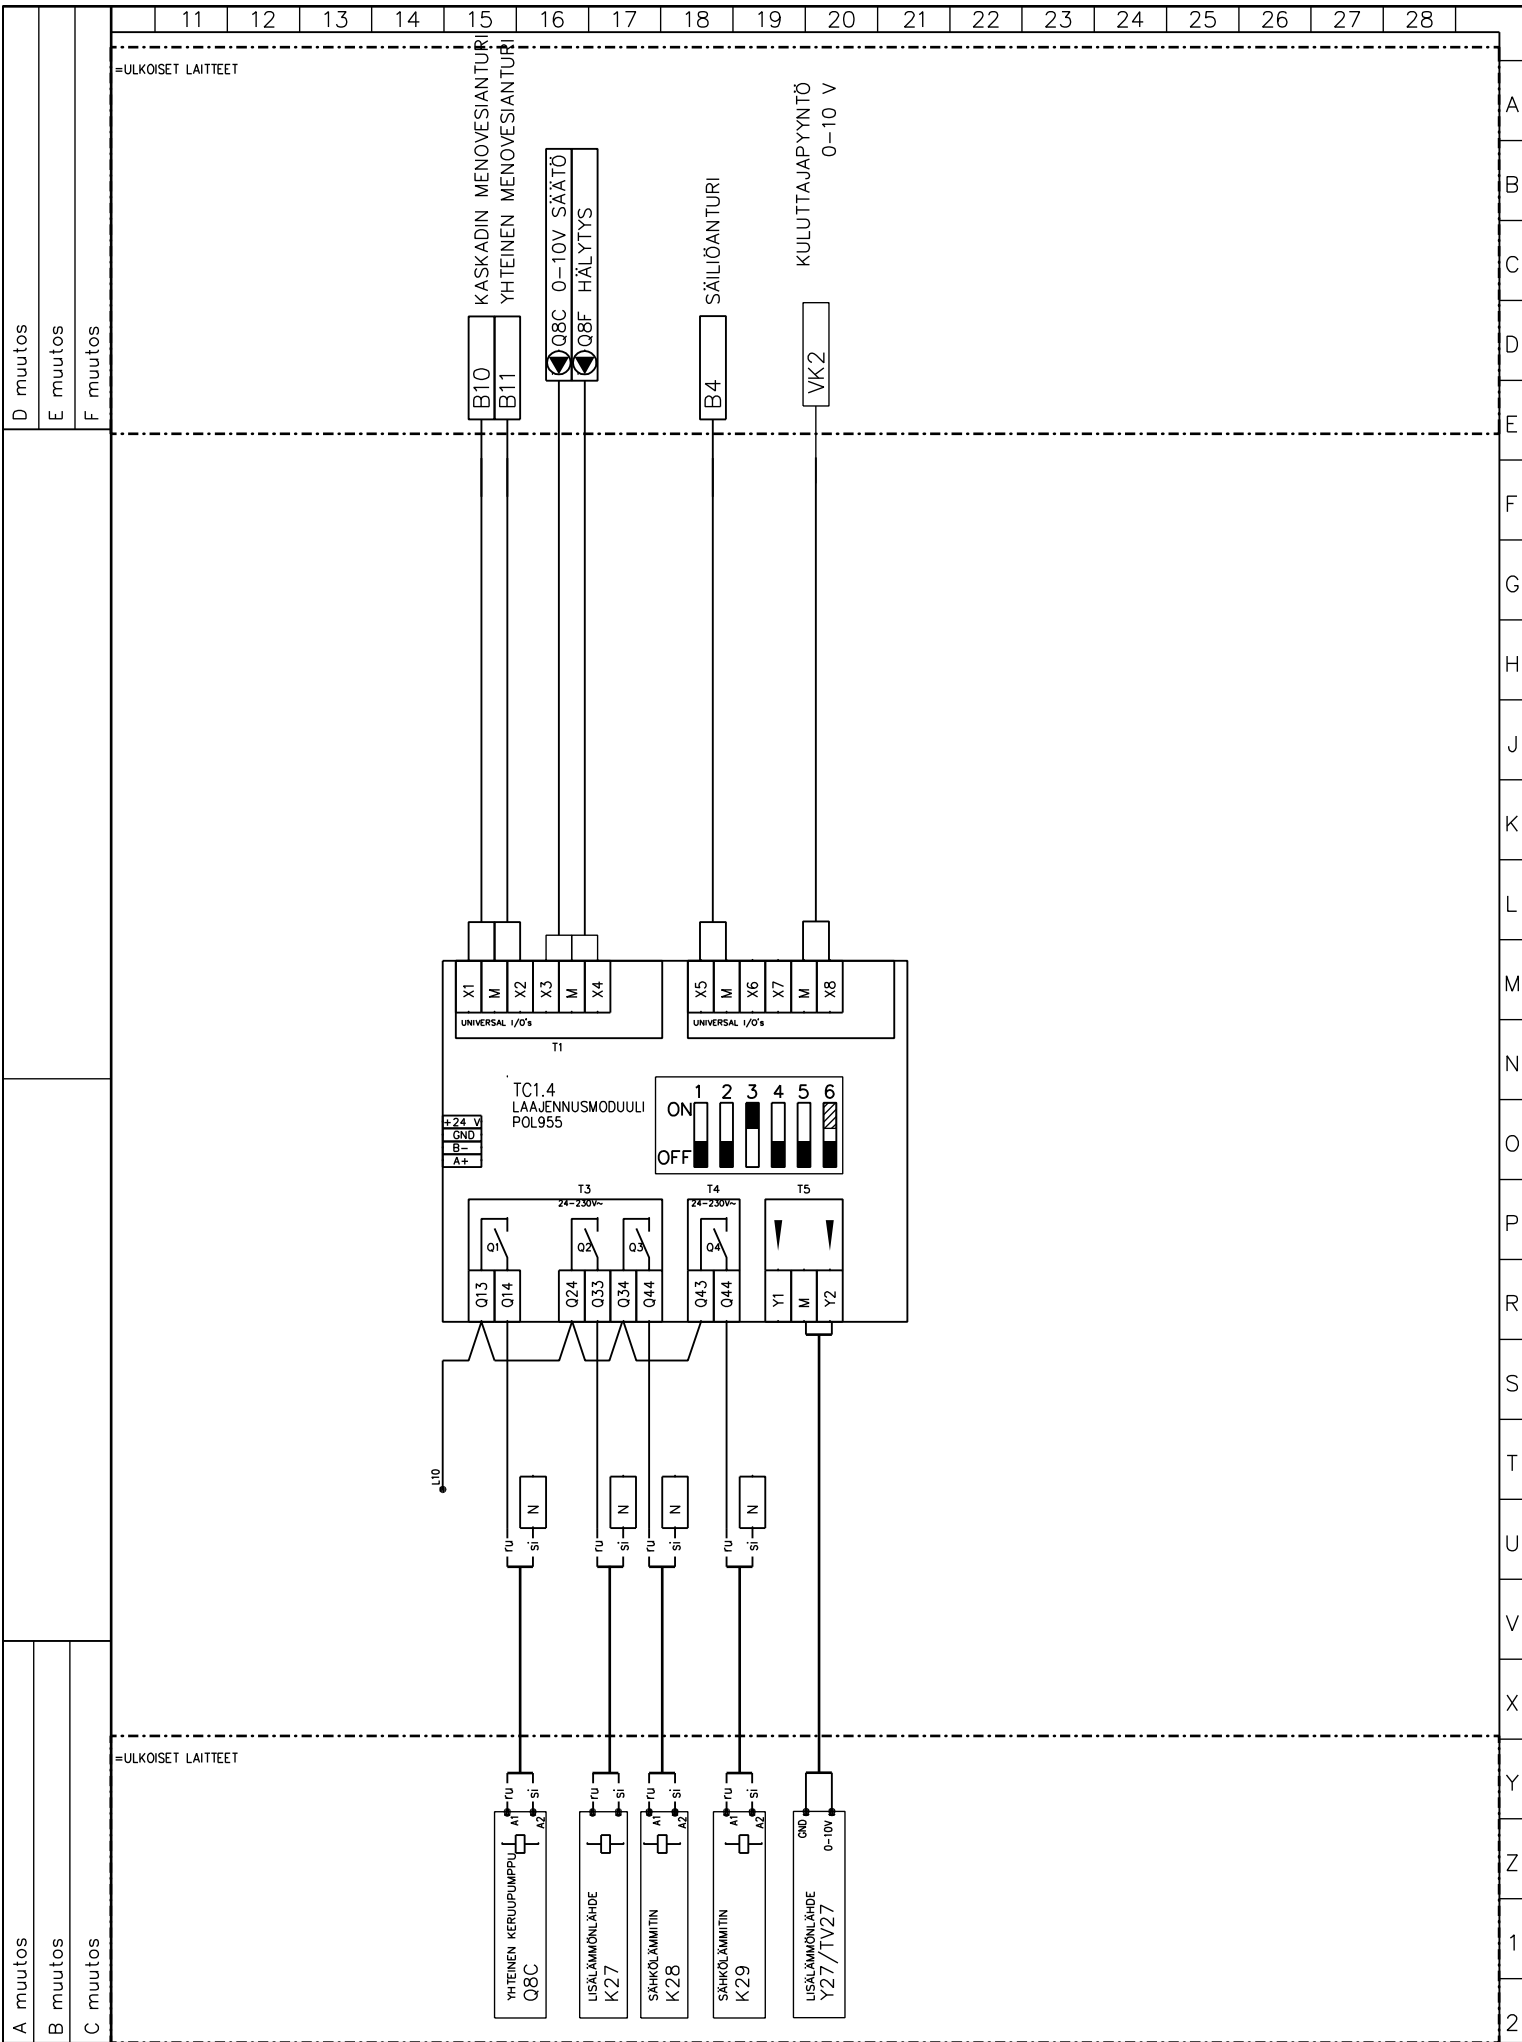 11 12 13 14 15 16 17 18 19 20 21 22 23 24 25 26 27 28
=ULKOISET LAITTEET
KASKADIN MENOVESIANTURI
YHTEINEN MENOVESIANTURI
Q8C 0-10V SÄÄTÖ
Q8F HÄLYTYS
SÄILIÖANTURI
KULUTTAJAPYYNTÖ
0-10 V
B10
B11
B4
VK2
D muutos
E muutos
F muutos
A
B
C
D
E
F
G
H
J
K
L
M
N
O
P
R
S
T
U
V
X
Y
Z
1
2
X1 M X2 X3 M X4
UNIVERSAL I/O's
T1
X5 M X6 X7 M X8
UNIVERSAL I/O's
TC1.4
LAAJENNUSMODUULI
POL955
1 2 3 4 5 6
ON
OFF
+24 V
GND
B-
A+
T3
24-230V~
T4
24-230V~
T5
Q1 Q2 Q3 Q4
Q13 Q14 Q24 Q33 Q34 Q44 Q43 Q44 Y1 M Y2
L10
N N N N
ru si ru si ru si ru si
=ULKOISET LAITTEET
ru si ru si ru si ru si
A1 A2 A1 A2 A1 A2
GND 0-10V
YHTEINEN KERUUPUMPPU
Q8C
LISÄLÄMMÖNLÄHDE
K27
SÄHKÖLÄMMITIN
K28
SÄHKÖLÄMMITIN
K29
LISÄLÄMMÖNLÄHDE
Y27/TV27
A muutos
B muutos
C muutos